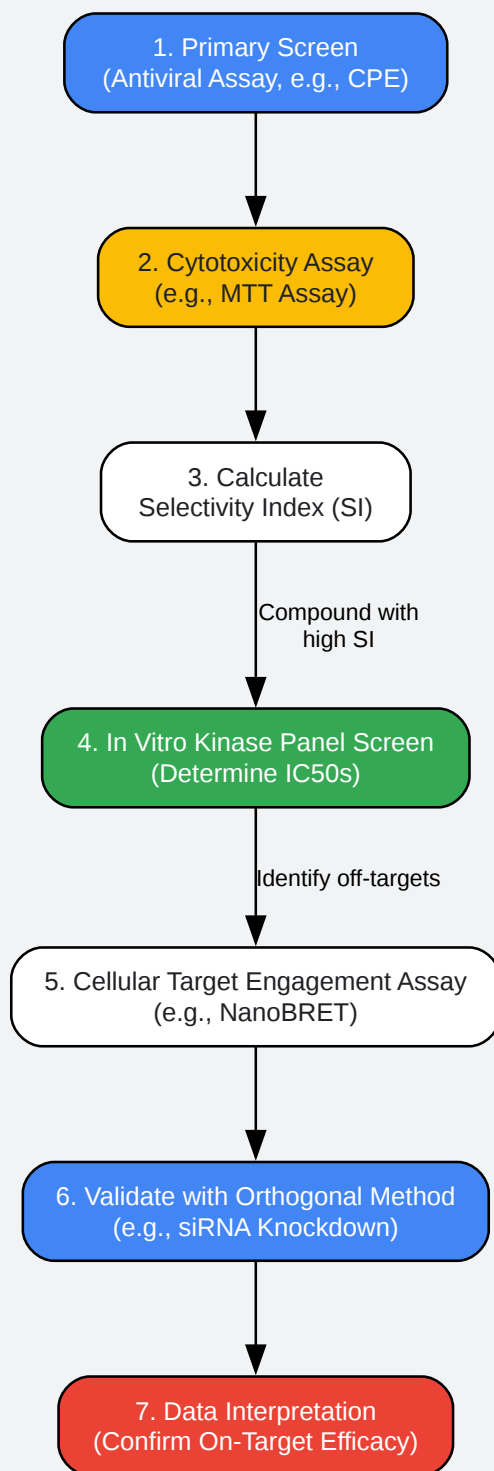 1. Primary Screen
(Antiviral Assay, e.g., CPE)
2. Cytotoxicity Assay
(e.g., MTT Assay)
3. Calculate
Selectivity Index (SI)
Compound with
high SI
4. In Vitro Kinase Panel Screen
(Determine IC50s)
Identify off-targets
5. Cellular Target Engagement Assay
(e.g., NanoBRET)
6. Validate with Orthogonal Method
(e.g., siRNA Knockdown)
7. Data Interpretation
(Confirm On-Target Efficacy)